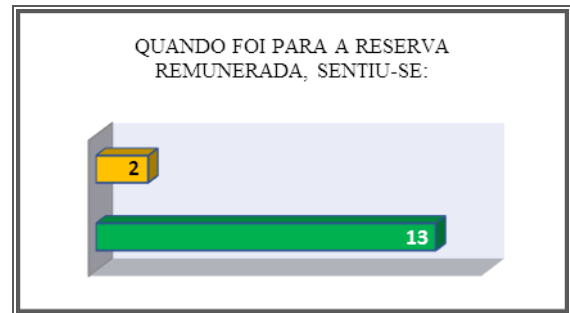 QUANDO FOI PARA A RESERVA
REMUNERADA, SENTIU-SE:
2
13